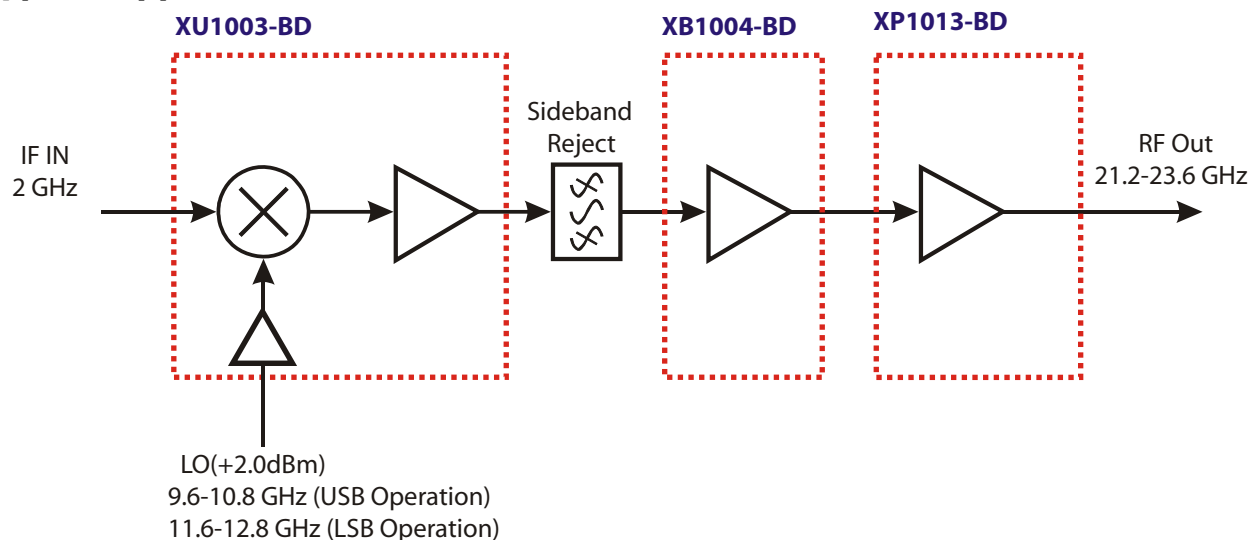 XU1003-BD
XB1004-BD
XP1013-BD
Sideband
Reject
IF IN
2 GHz
RF Out
21.2-23.6 GHz
LO(+2.0dBm)
9.6-10.8 GHz (USB Operation)
11.6-12.8 GHz (LSB Operation)